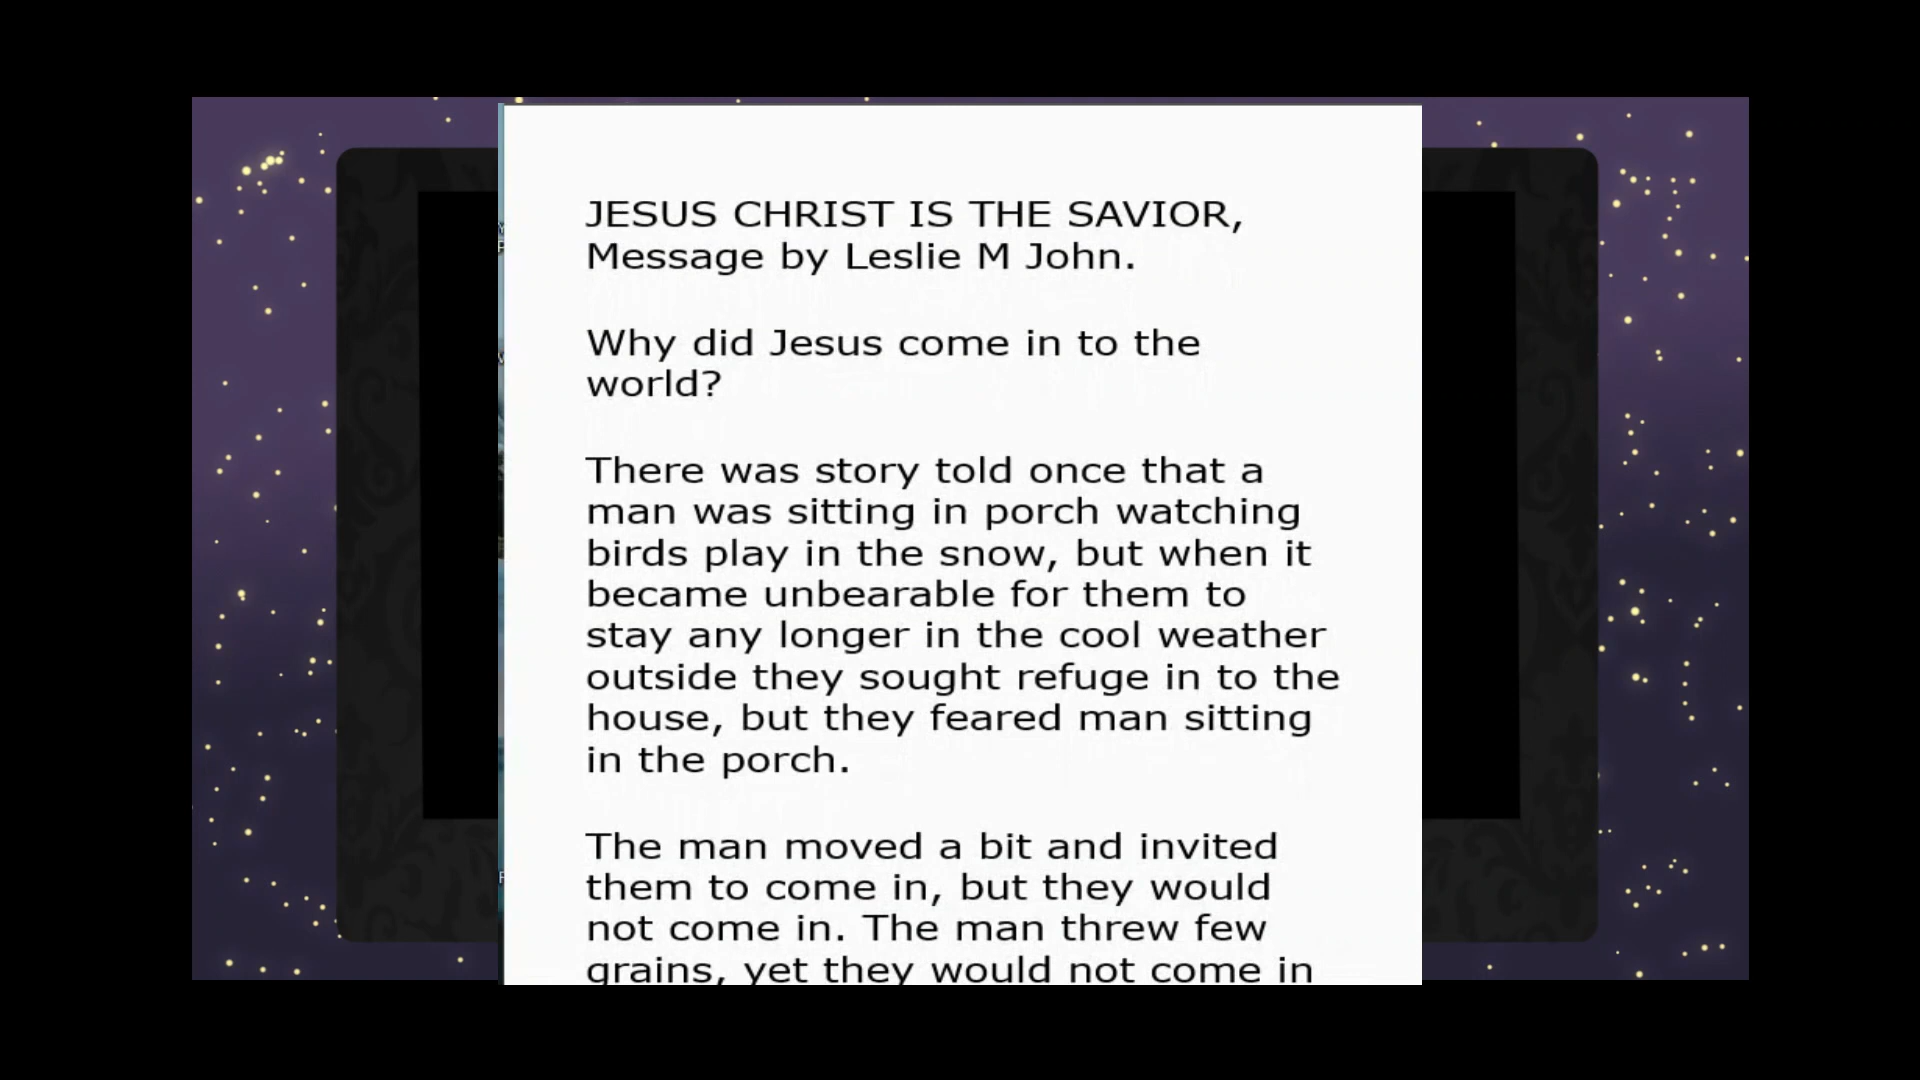 JESUS CHRIST IS THE SAVIOR,
Message by Leslie M John.
Why did Jesus come in to the
world?
There was story told once that a
man was sitting in porch watching
birds play in the snow, but when it
became unbearable for them to
stay any longer in the cool weather
outside they sought refuge in to the
house, but they feared man sitting
in the porch.
The man moved a bit and invited
them to come in, but they would
not come in. The man threw few
grains, yet they would not come in